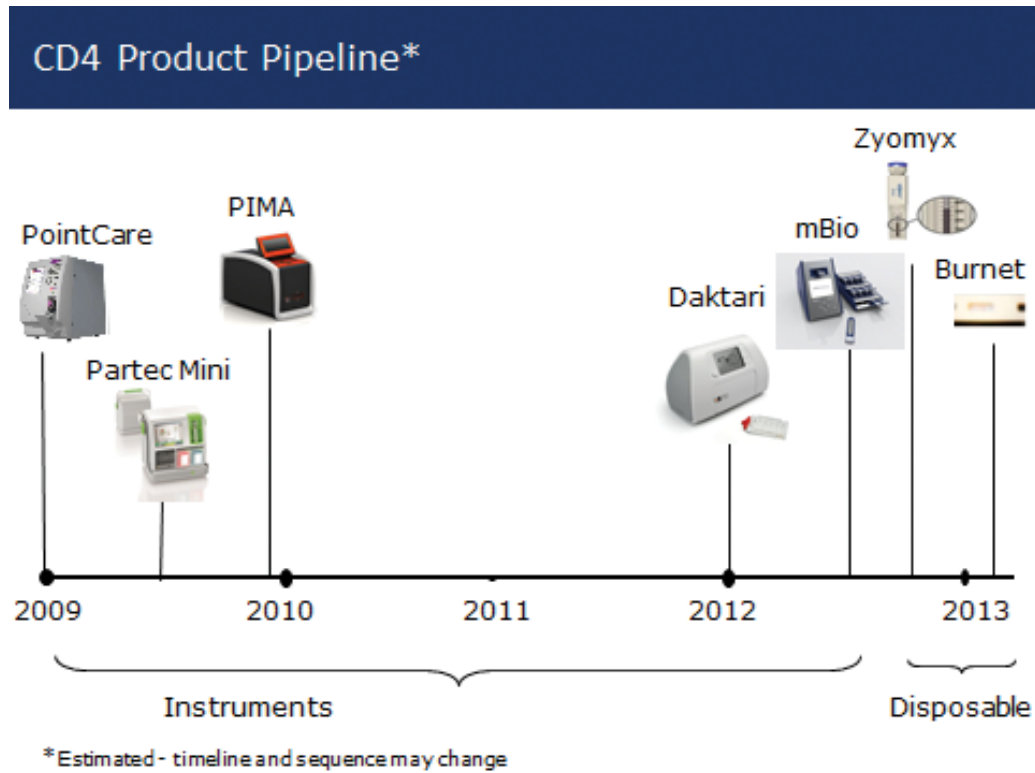 CD4 Product Pipeline*
Zyomyx
PIMA
mBio
PointCare
Burnet
Daktari
Partec Mini
2009
2010
2011
2012
2013
Instruments
Disposable
*Estimated - timeline and sequence may change